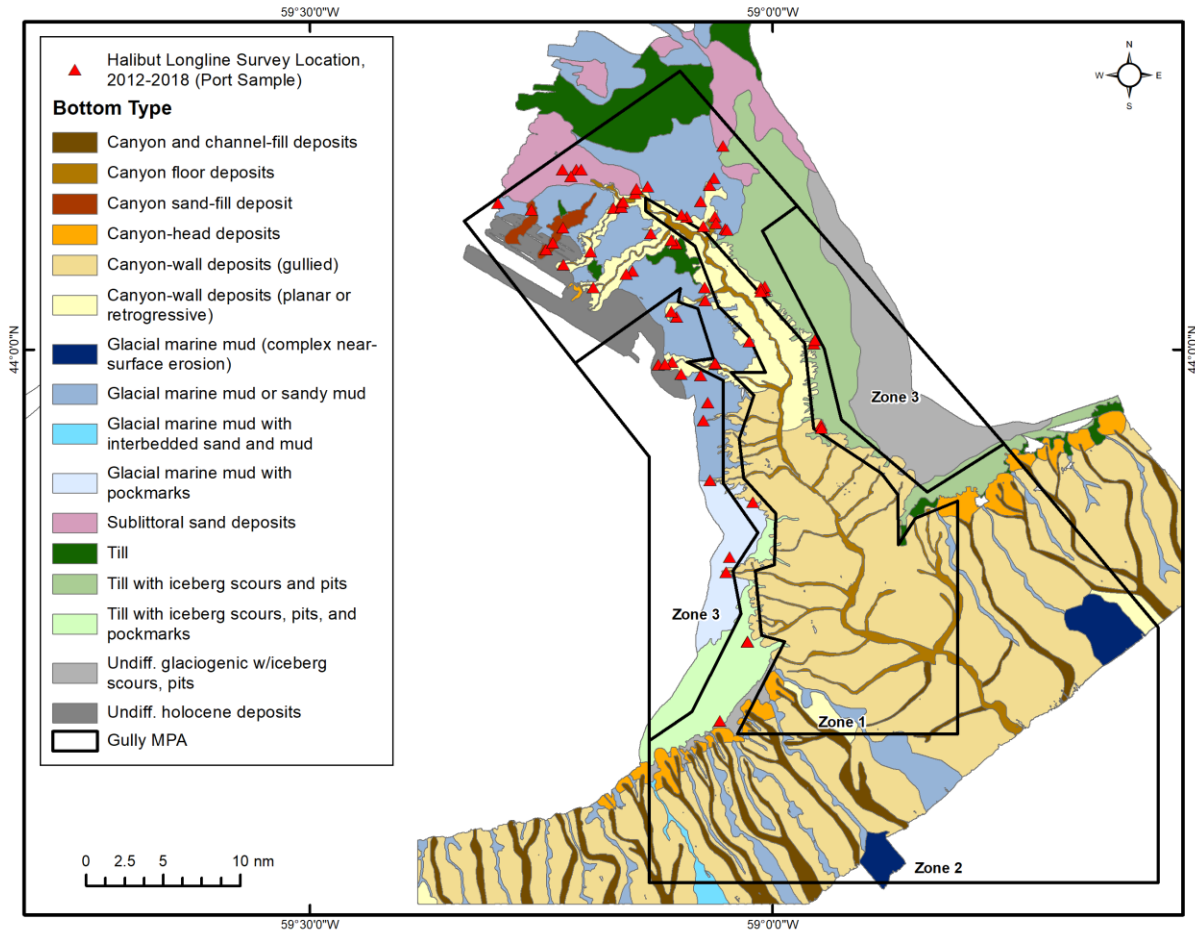 59°30'0"W
59°0'0"W
Halibut Longline Survey Location,
2012-2018 (Port Sample)
Bottom Type
Canyon and channel-fill deposits
Canyon floor deposits
Canyon sand-fill deposit
Canyon-head deposits
Canyon-wall deposits (gullied)
Canyon-wall deposits (planar or
retrogressive)
Glacial marine mud (complex near-
surface erosion)
Glacial marine mud or sandy mud
Glacial marine mud with
interbedded sand and mud
Glacial marine mud with
pockmarks
Sublittoral sand deposits
Till
Till with iceberg scours and pits
Till with iceberg scours, pits, and
pockmarks
Undiff. glaciogenic w/iceberg
scours, pits
Undiff. holocene deposits
Gully MPA
0 2.5 5 10 nm
N
W E
S
44°0'0"N
44°0'0"N
Zone 3
Zone 3
Zone 1
Zone 2
59°30'0"W
59°0'0"W